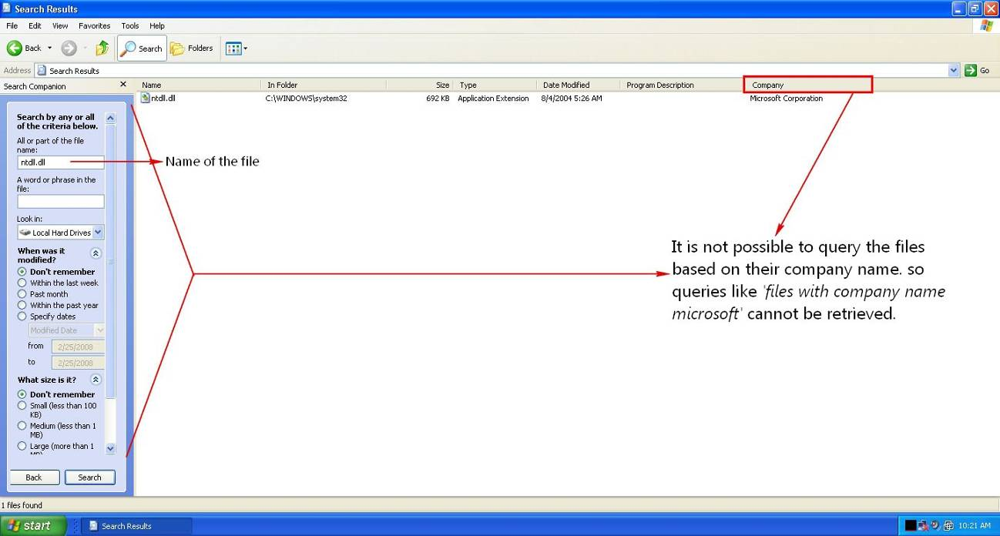 Search Results
File Edit View Favorites Tools Help
Back Search Folders
Address Search Results Go
Search Companion
Name In Folder Size Type Date Modified Program Description Company
ntdll.dll C:\WINDOWS\system32 692 KB Application Extension 8/4/2004 5:26 AM Microsoft Corporation
Search by any or all
of the criteria below.
All or part of the file
name:
ntdll.dll
A word or phrase in the
file:
Look in:
Local Hard Drives
When was it
modified?
Don't remember
Within the last week
Past month
Within the past year
Specify dates
Modified Date
from 2/25/2008
to 2/25/2008
What size is it?
Don't remember
Small (less than 100
KB)
Medium (less than 1
MB)
Large (more than 1
MB)
Back Search
Name of the file
It is not possible to query the files
based on their company name. so
queries like 'files with company name
microsoft' cannot be retrieved.
1 files found
start Search Results 10:21 AM